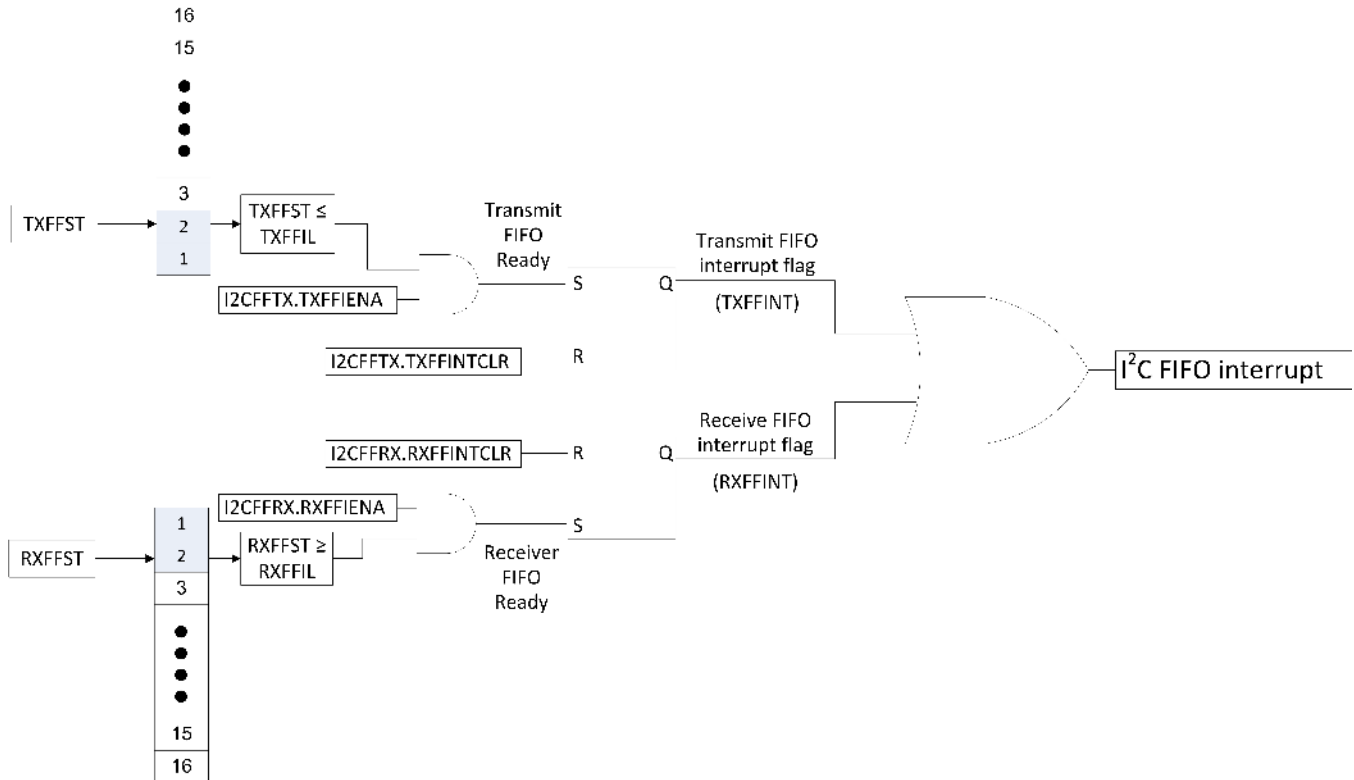 16
15
3
TXFFST
2
1
TXFFST ≤
TXFFIL
I2CFFTX.TXFFIENA
Transmit
FIFO
Ready
S
Q
Transmit FIFO
interrupt flag
(TXFFINT)
I2CFFTX.TXFFINTCLR
R
I²C FIFO interrupt
I2CFFRX.RXFFINTCLR
R
Q
Receive FIFO
interrupt flag
(RXFFINT)
I2CFFRX.RXFFIENA
S
RXFFST
1
2
3
RXFFST ≥
RXFFIL
Receiver
FIFO
Ready
15
16